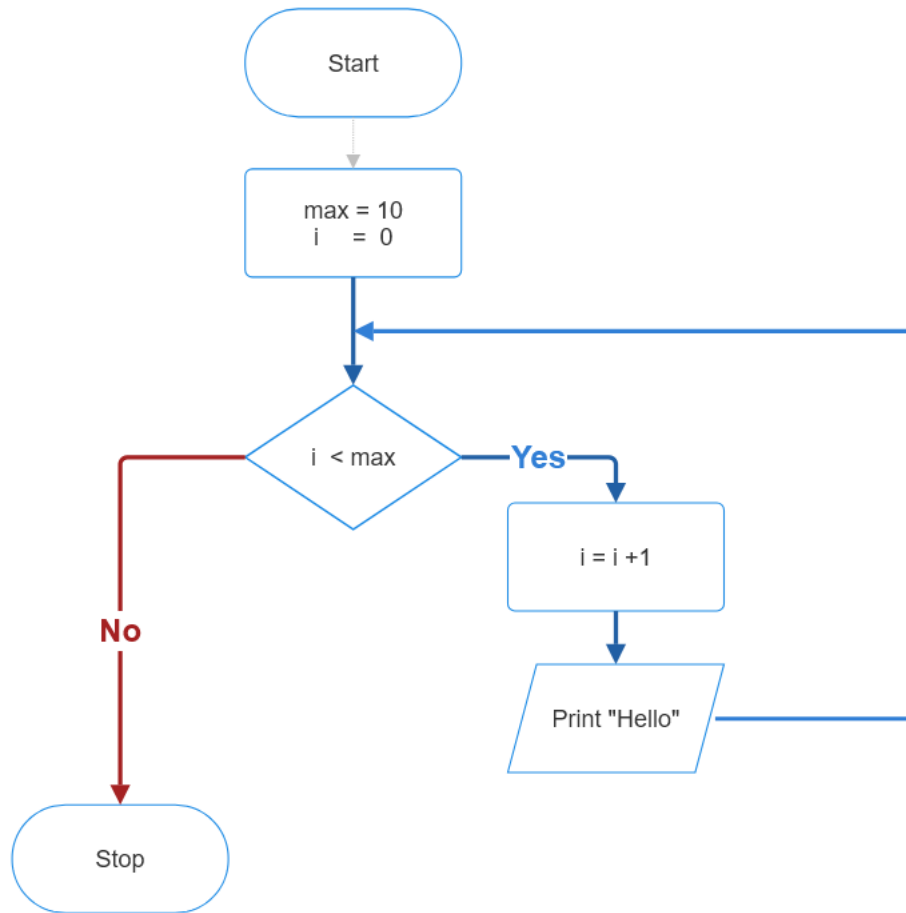 Start
max = 10
i = 0
i < max
Yes
i = i +1
No
Print "Hello"
Stop